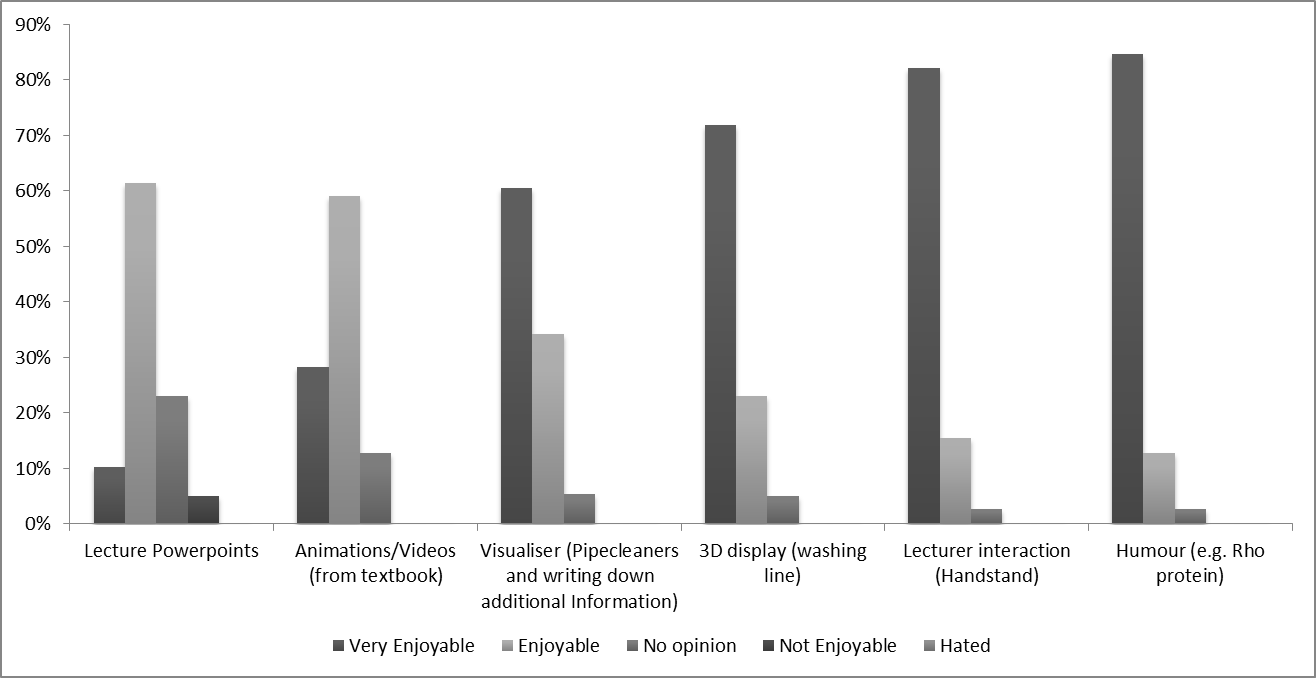 90%
80%
70%
60%
50%
40%
30%
20%
10%
0%
Lecture Powerpoints
Animations/Videos
(from textbook)
Visualiser (Pipecleaners
and writing down
additional Information)
3D display (washing
line)
Lecturer interaction
(Handstand)
Humour (e.g. Rho
protein)
Very Enjoyable
Enjoyable
No opinion
Not Enjoyable
Hated